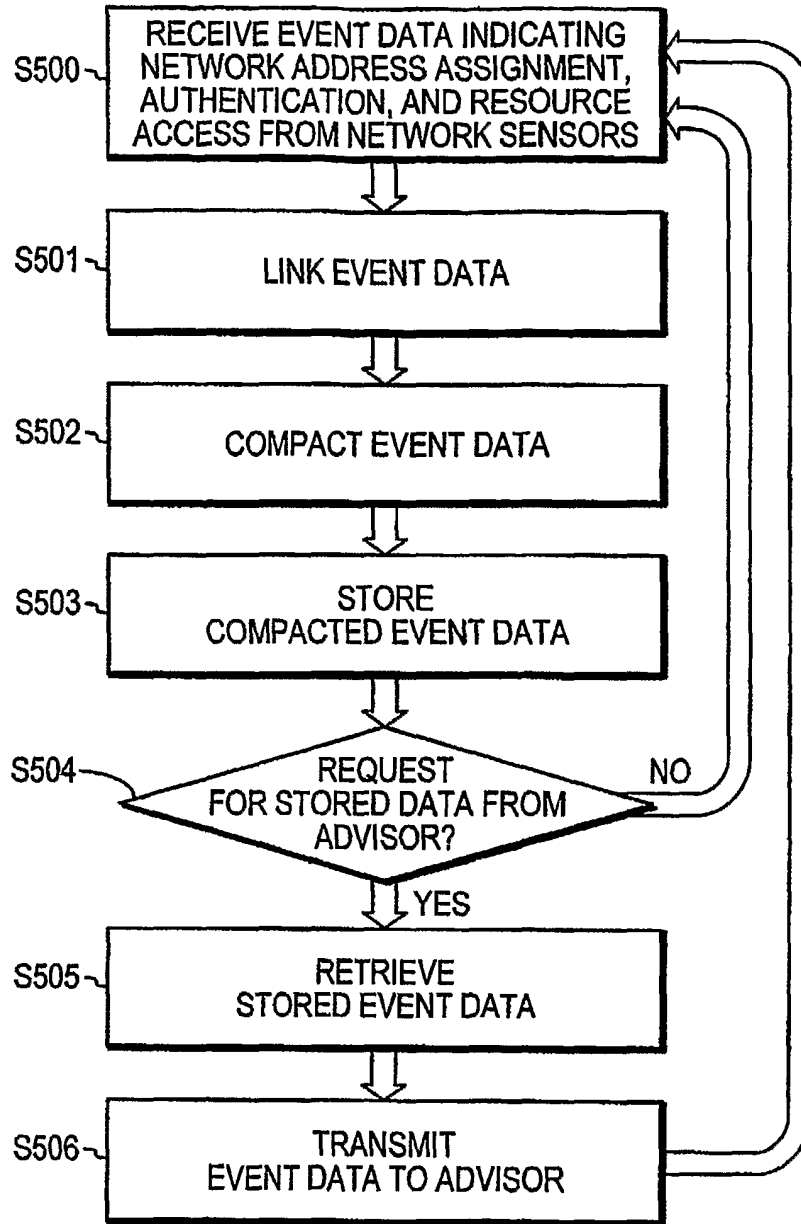 S500
RECEIVE EVENT DATA INDICATING
NETWORK ADDRESS ASSIGNMENT,
AUTHENTICATION, AND RESOURCE
ACCESS FROM NETWORK SENSORS
S501
LINK EVENT DATA
S502
COMPACT EVENT DATA
S503
STORE
COMPACTED EVENT DATA
S504
REQUEST
FOR STORED DATA FROM
ADVISOR?
NO
YES
S505
RETRIEVE
STORED EVENT DATA
S506
TRANSMIT
EVENT DATA TO ADVISOR